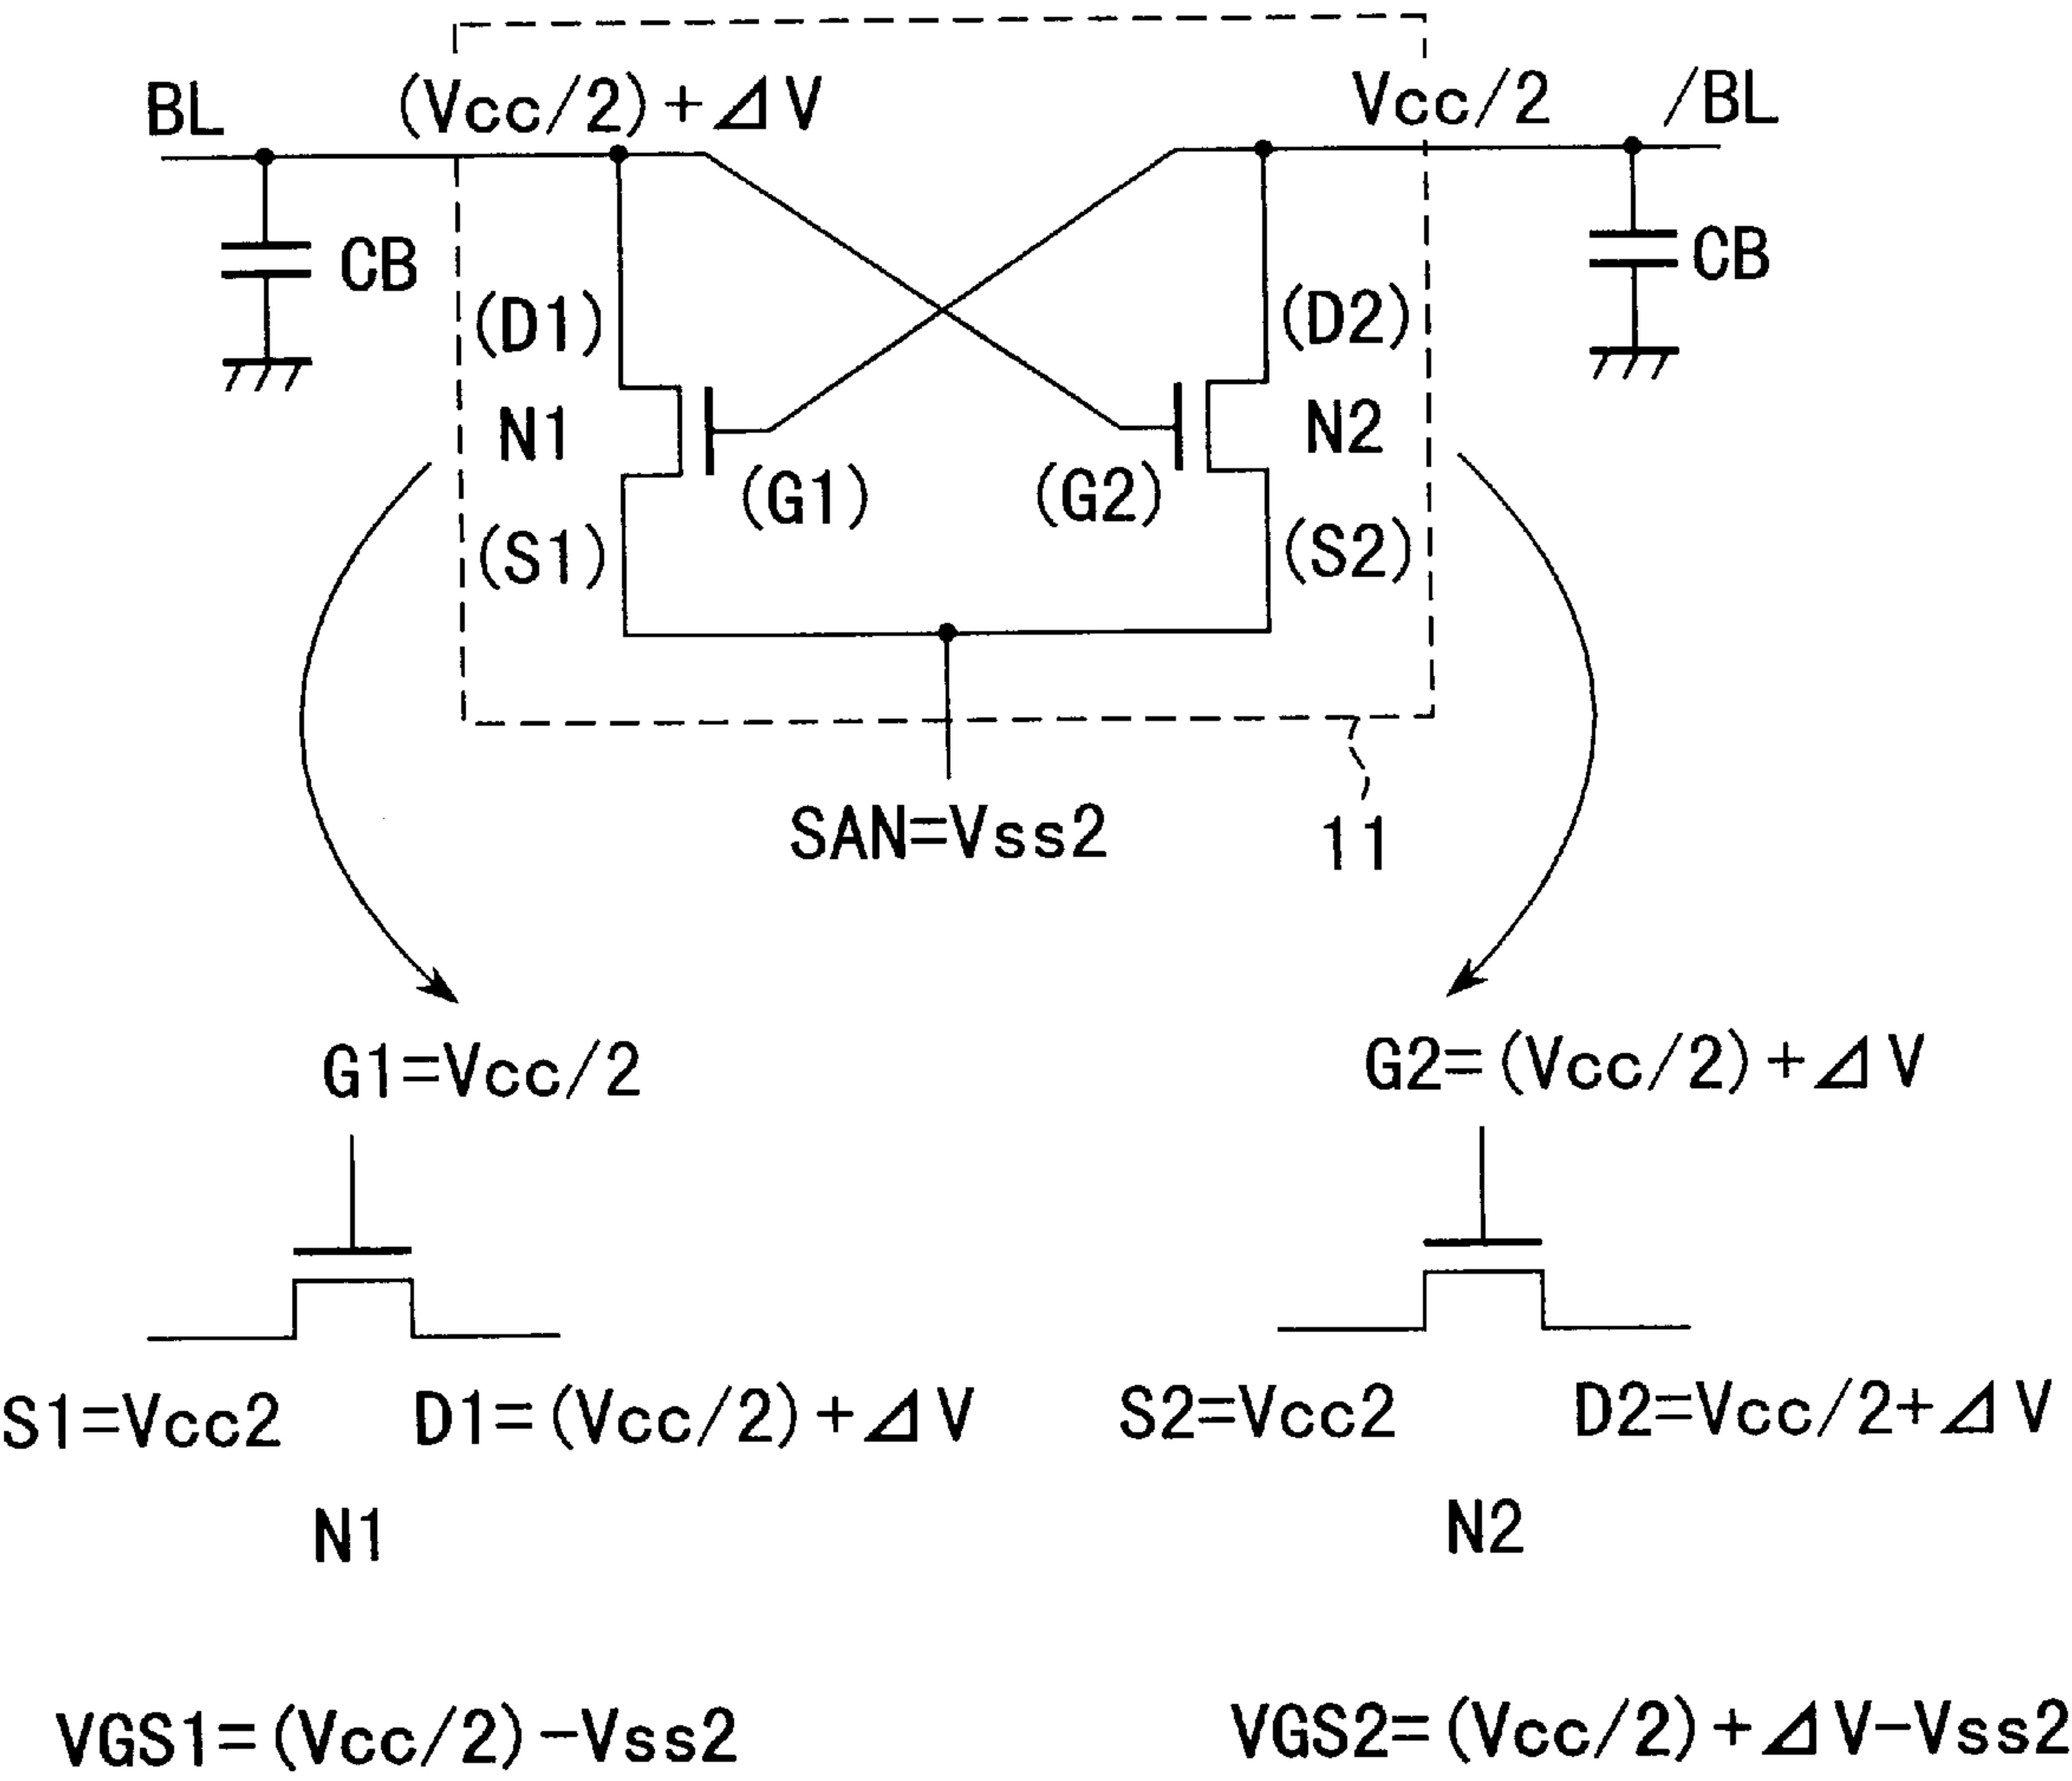 BL (Vcc/2)+⊿V Vcc/2 /BL
CB CB
(D1) (D2)
N1 N2
(G1) (G2)
(S1) (S2)
SAN=Vss2 11
G1=Vcc/2 G2=(Vcc/2)+⊿V
S1=Vcc2 D1=(Vcc/2)+⊿V S2=Vcc2 D2=Vcc/2+⊿V
N1 N2
VGS1=(Vcc/2)-Vss2 VGS2=(Vcc/2)+⊿V-Vss2